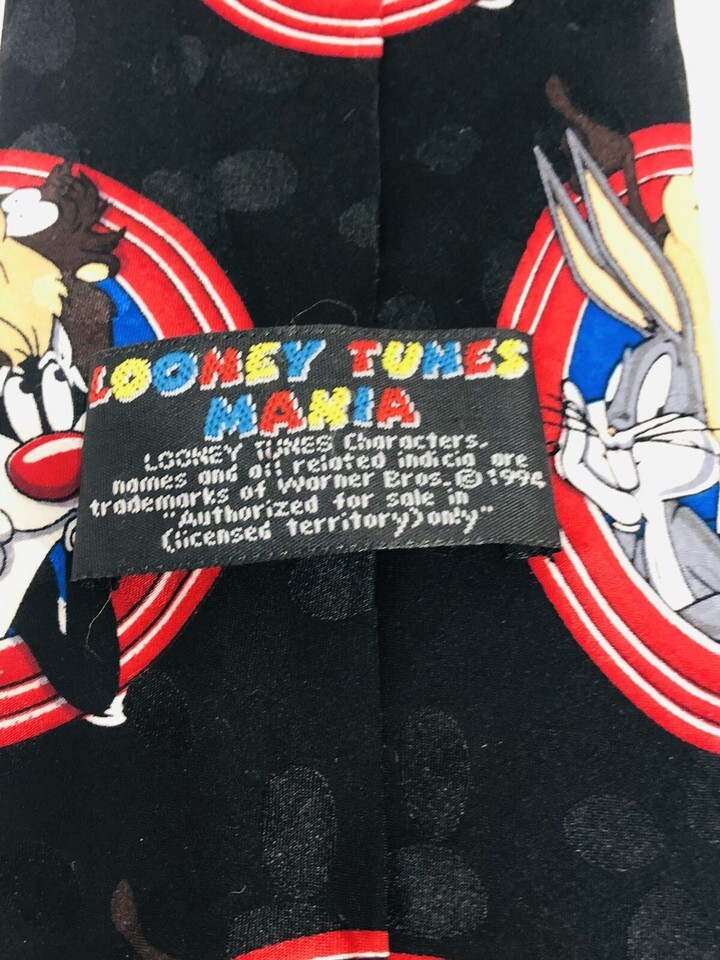 LOONEY TUNES
MANIA
LOONEY TUNES Characters,
names and all related indicia are
trademarks of Warner Bros. © 1994
"Authorized for sale in
(licensed territory) only"